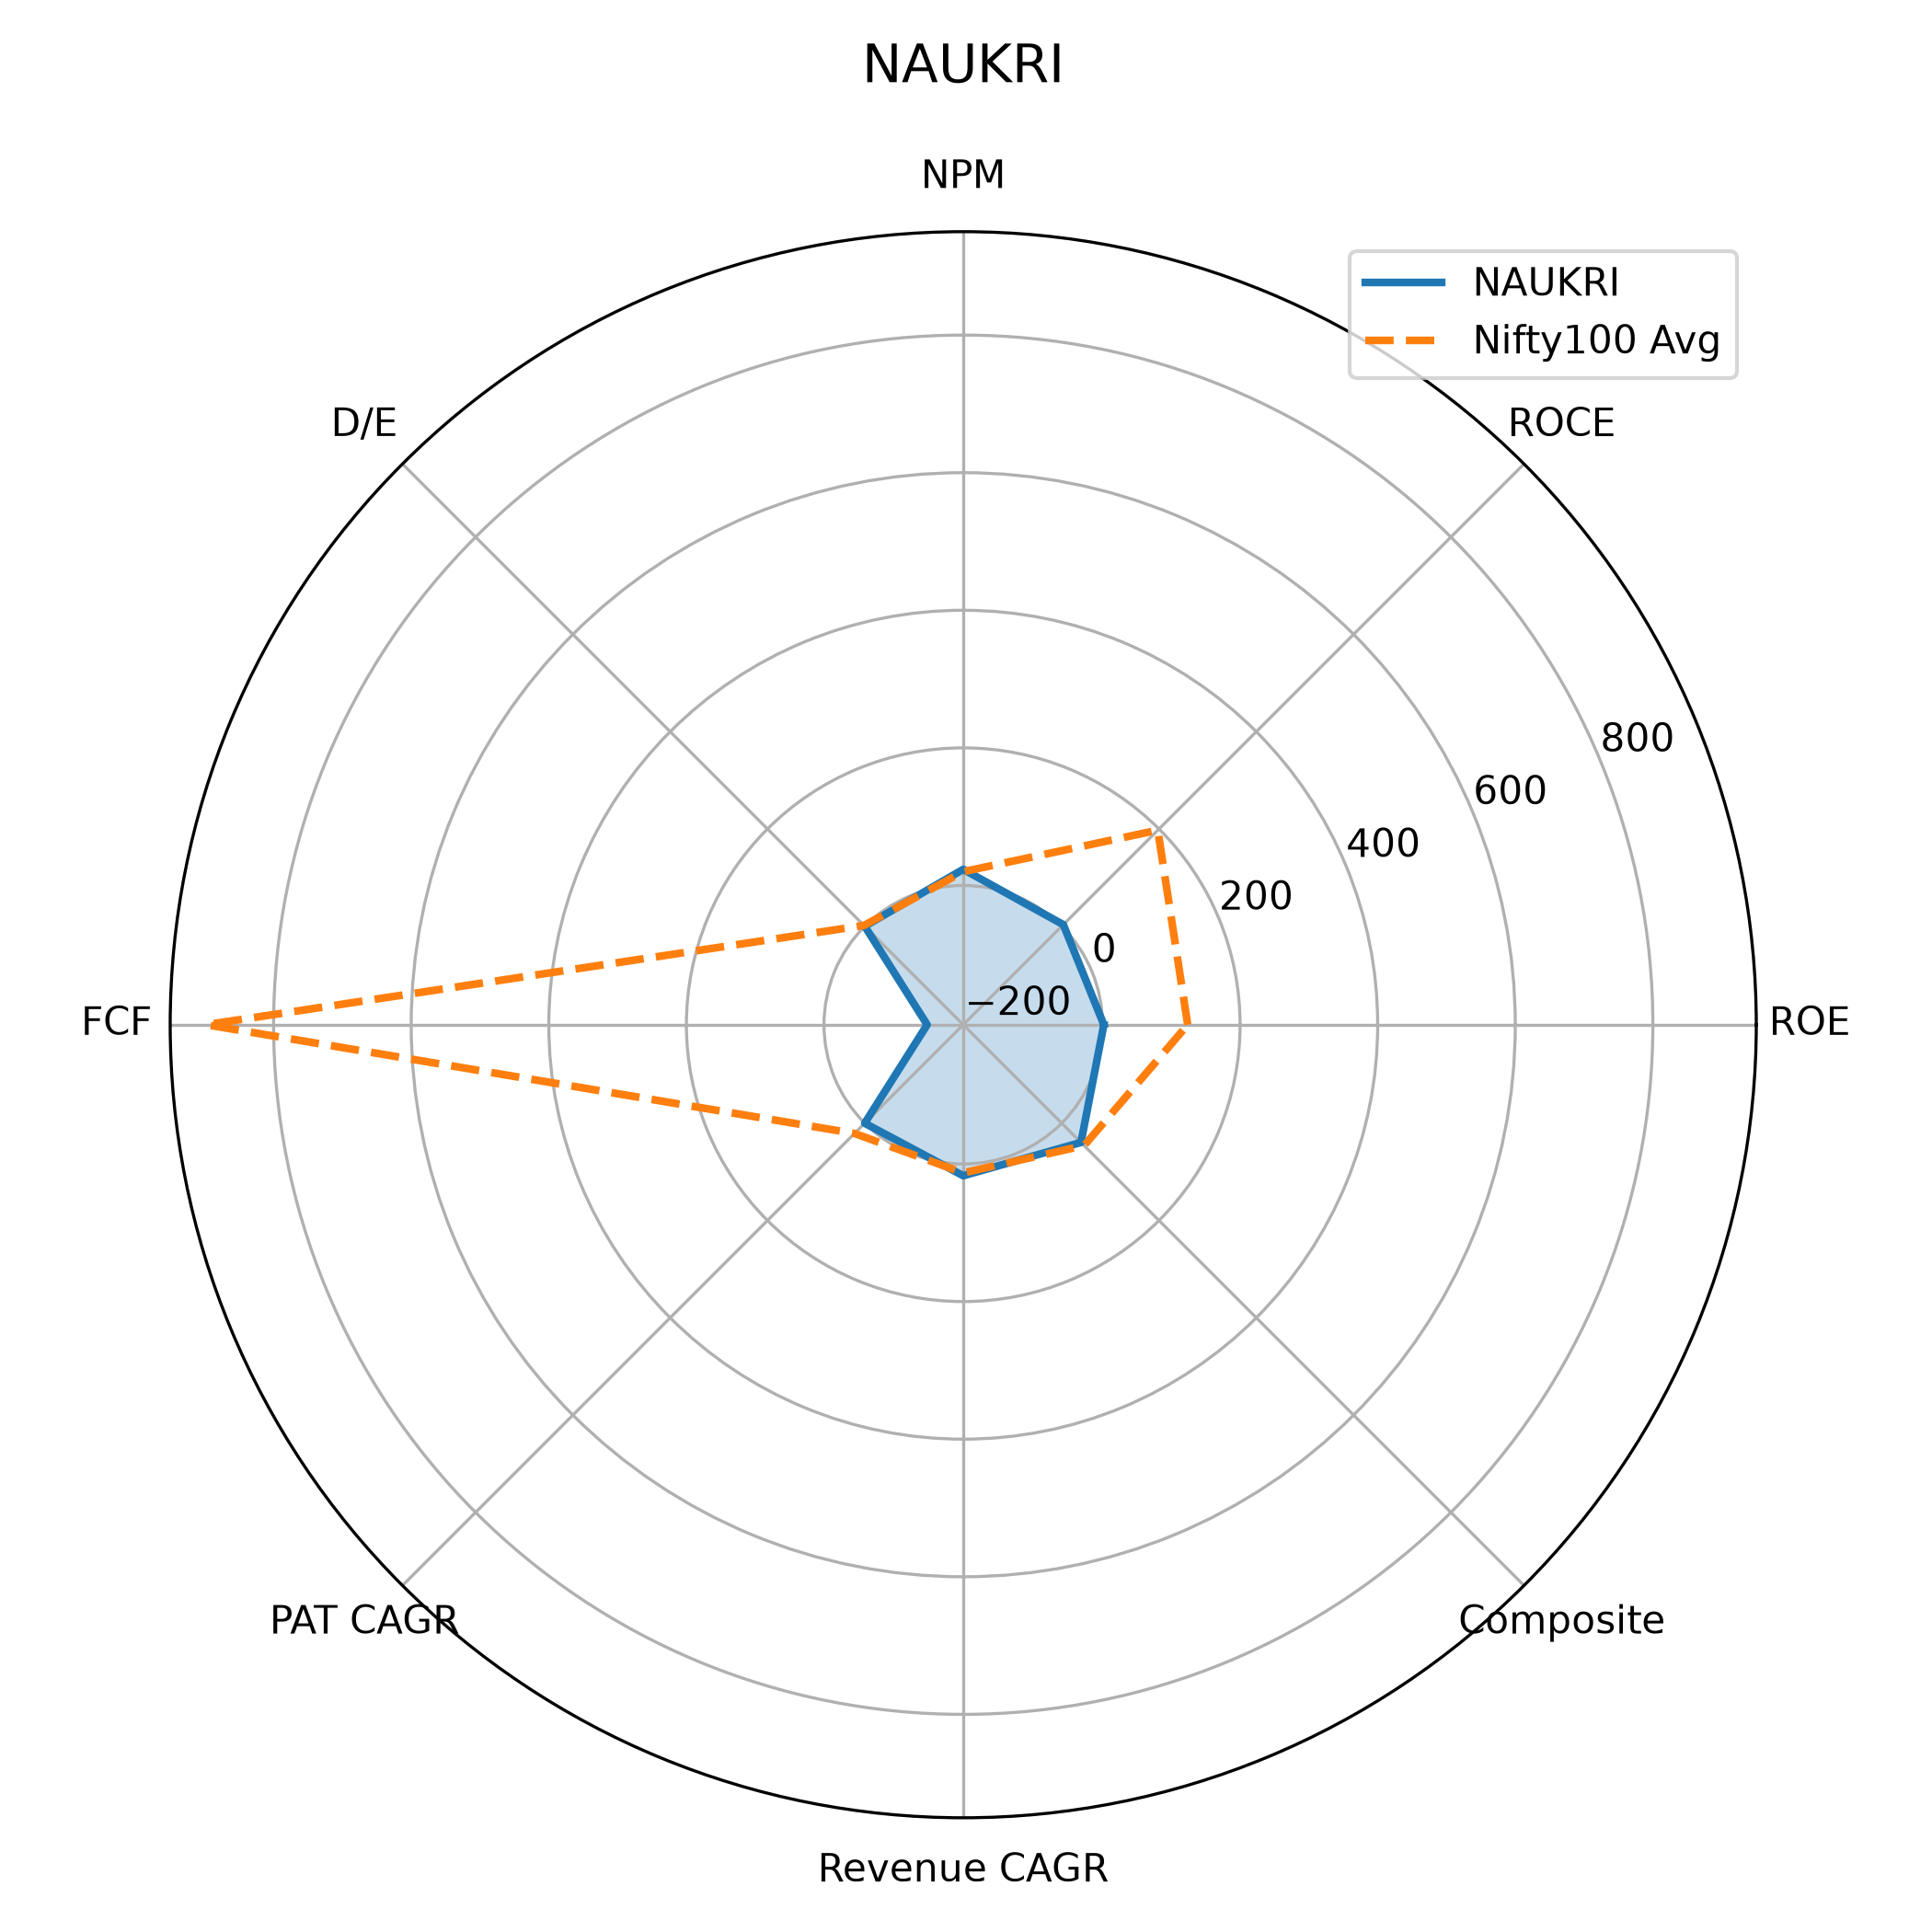 NAUKRI
NPM
NAUKRI
Nifty100 Avg
D/E
ROCE
800
600
400
200
0
−200
FCF
ROE
PAT CAGR
Composite
Revenue CAGR